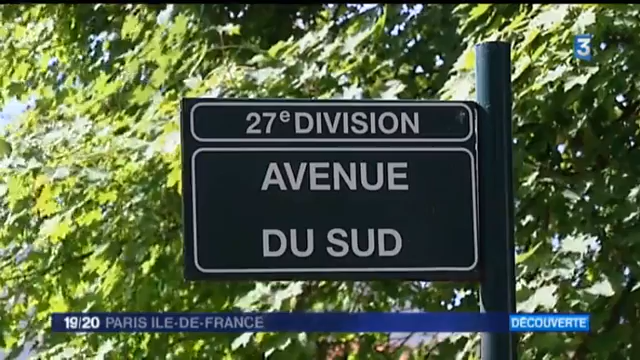 3
27e DIVISION
AVENUE
DU SUD
19/20 PARIS ILE-DE-FRANCE
DÉCOUVERTE